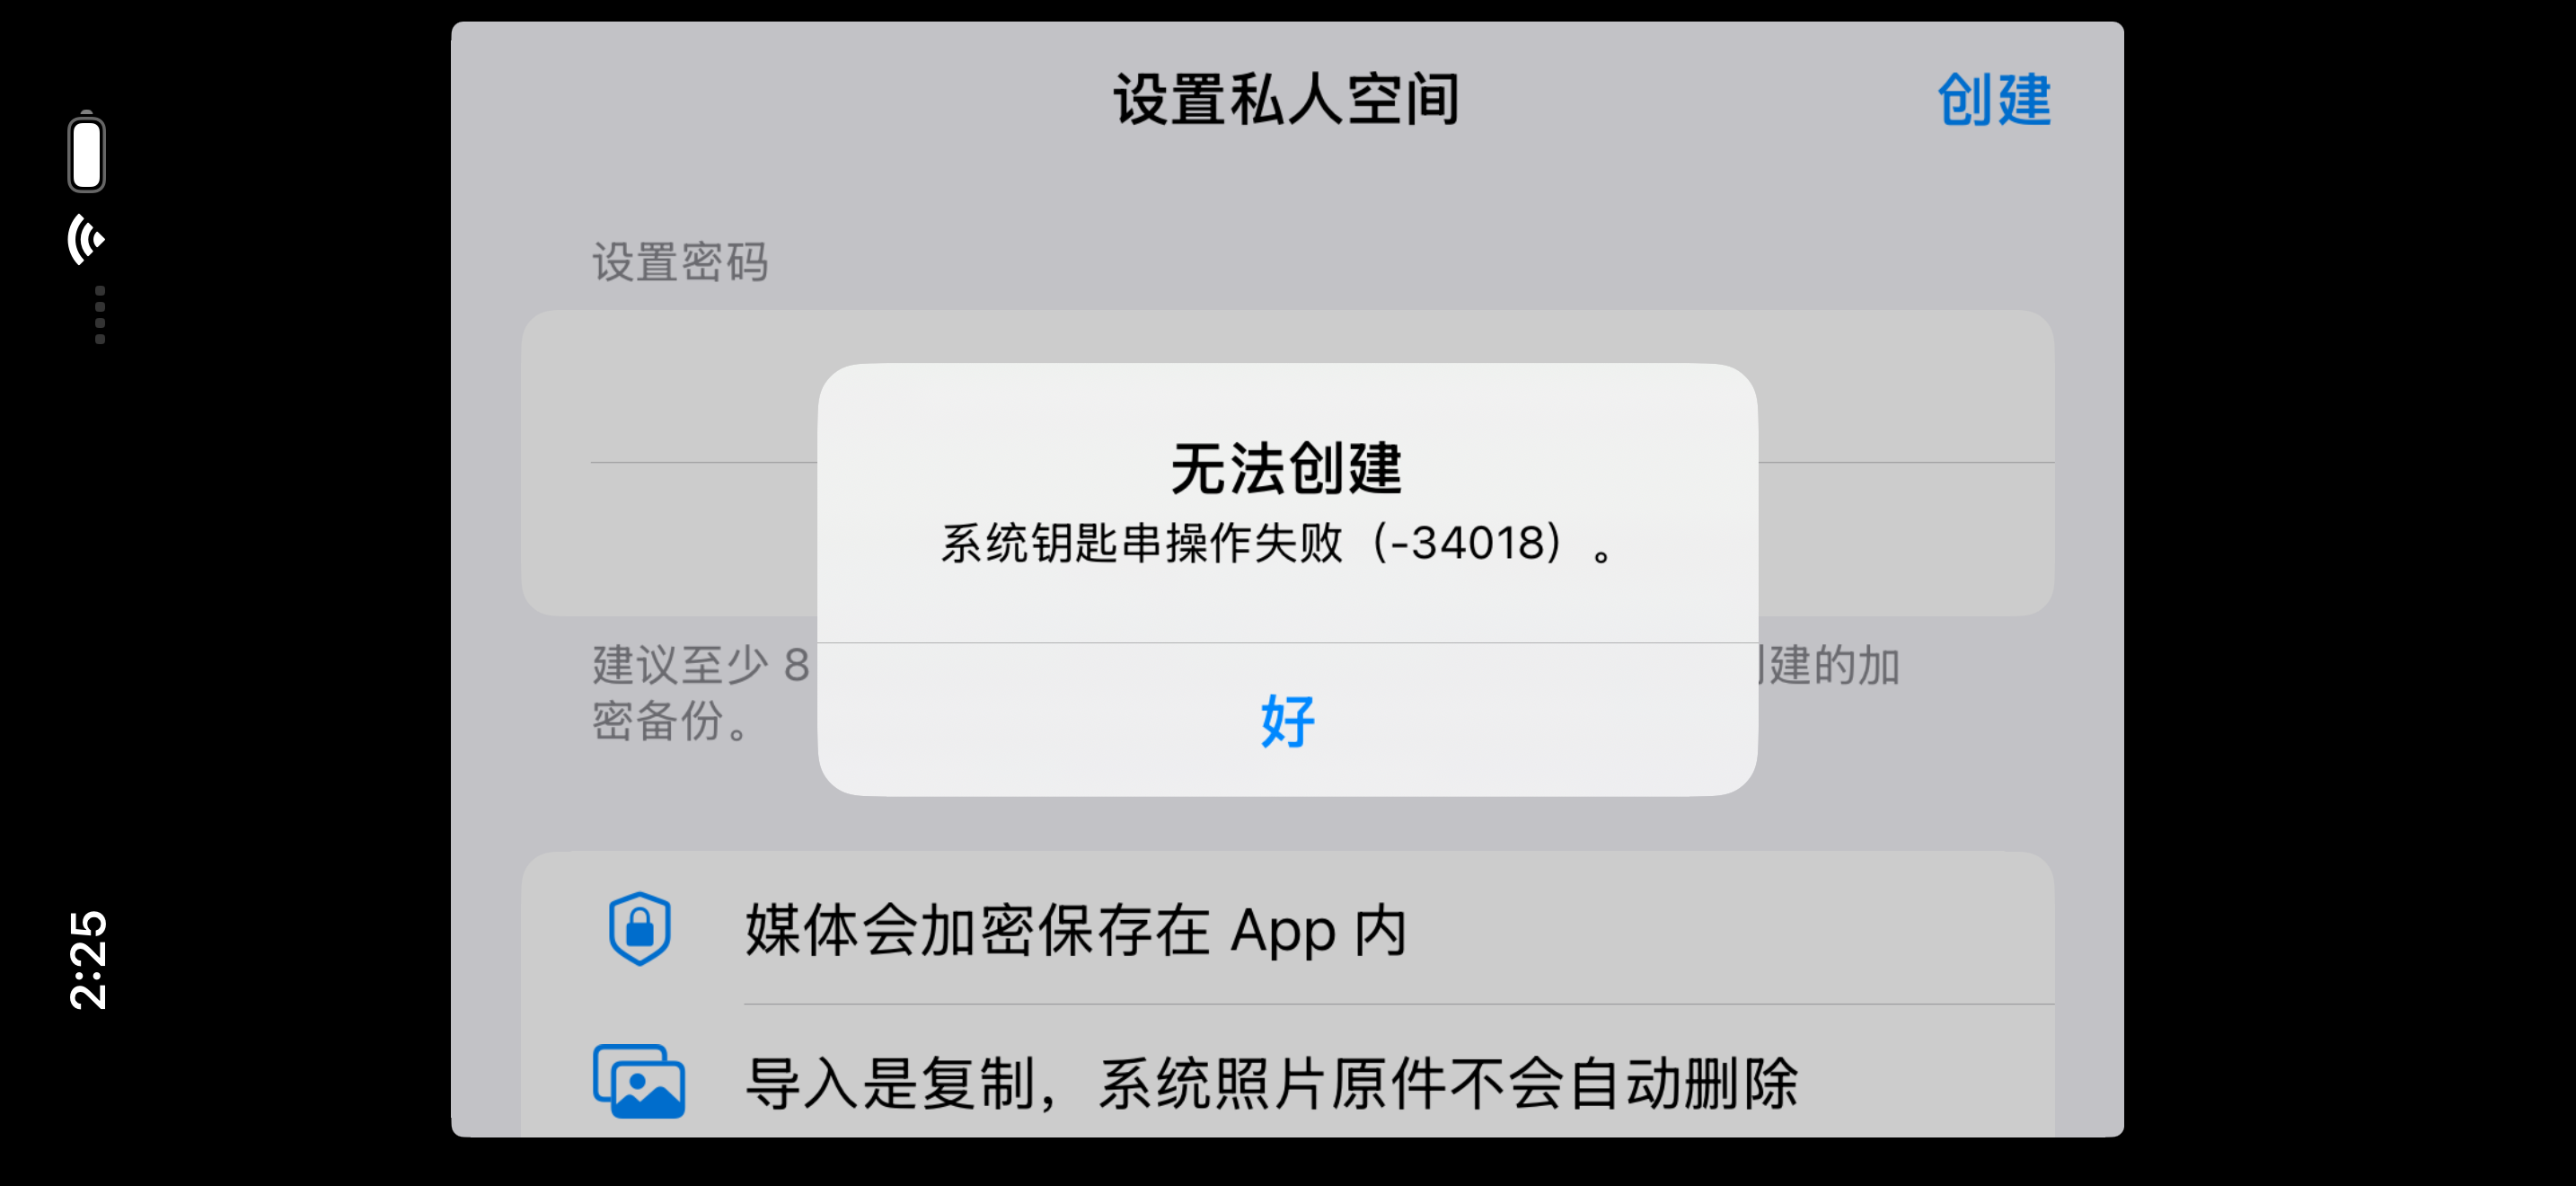 2:25
设置私人空间
创建
设置密码
无法创建
系统钥匙串操作失败（-34018）。
好
建议至少 8
建的加
密备份。
媒体会加密保存在 App 内
导入是复制，系统照片原件不会自动删除